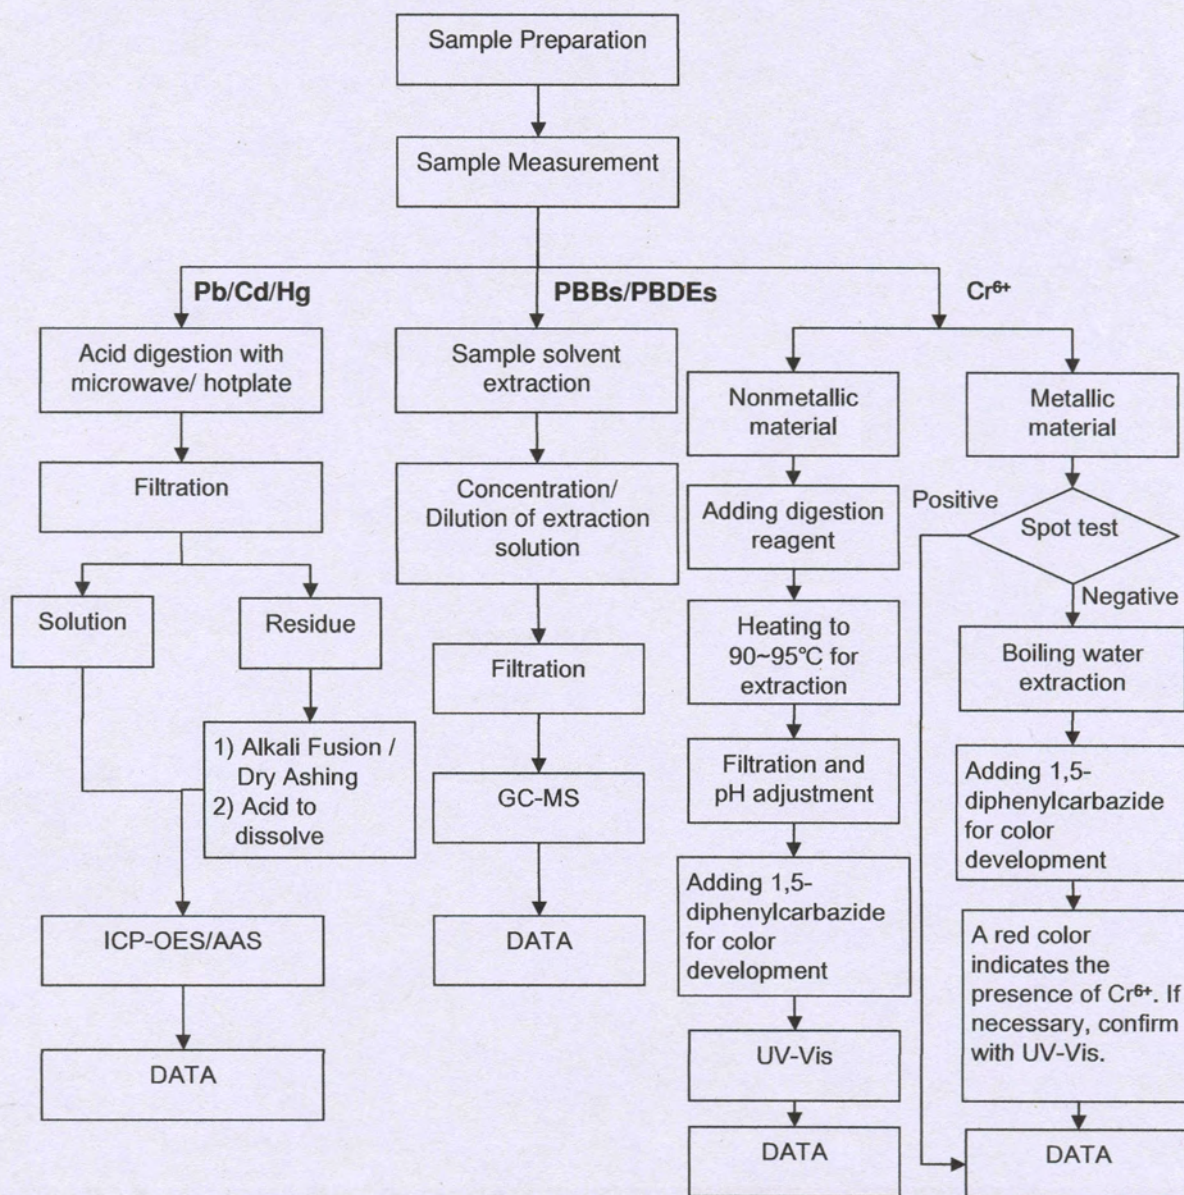 Sample Preparation
Sample Measurement
Pb/Cd/Hg
PBBs/PBDEs
Cr⁶⁺
Acid digestion with
microwave/ hotplate
Filtration
Solution
Residue
1) Alkali Fusion /
Dry Ashing
2) Acid to
dissolve
ICP-OES/AAS
DATA
Sample solvent
extraction
Concentration/
Dilution of extraction
solution
Filtration
GC-MS
DATA
Nonmetallic
material
Adding digestion
reagent
Heating to
90~95℃ for
extraction
Filtration and
pH adjustment
Adding 1,5-
diphenylcarbazide
for color
development
UV-Vis
DATA
Metallic
material
Positive
Spot test
Negative
Boiling water
extraction
Adding 1,5-
diphenylcarbazide
for color
development
A red color
indicates the
presence of Cr⁶⁺. If
necessary, confirm
with UV-Vis.
DATA